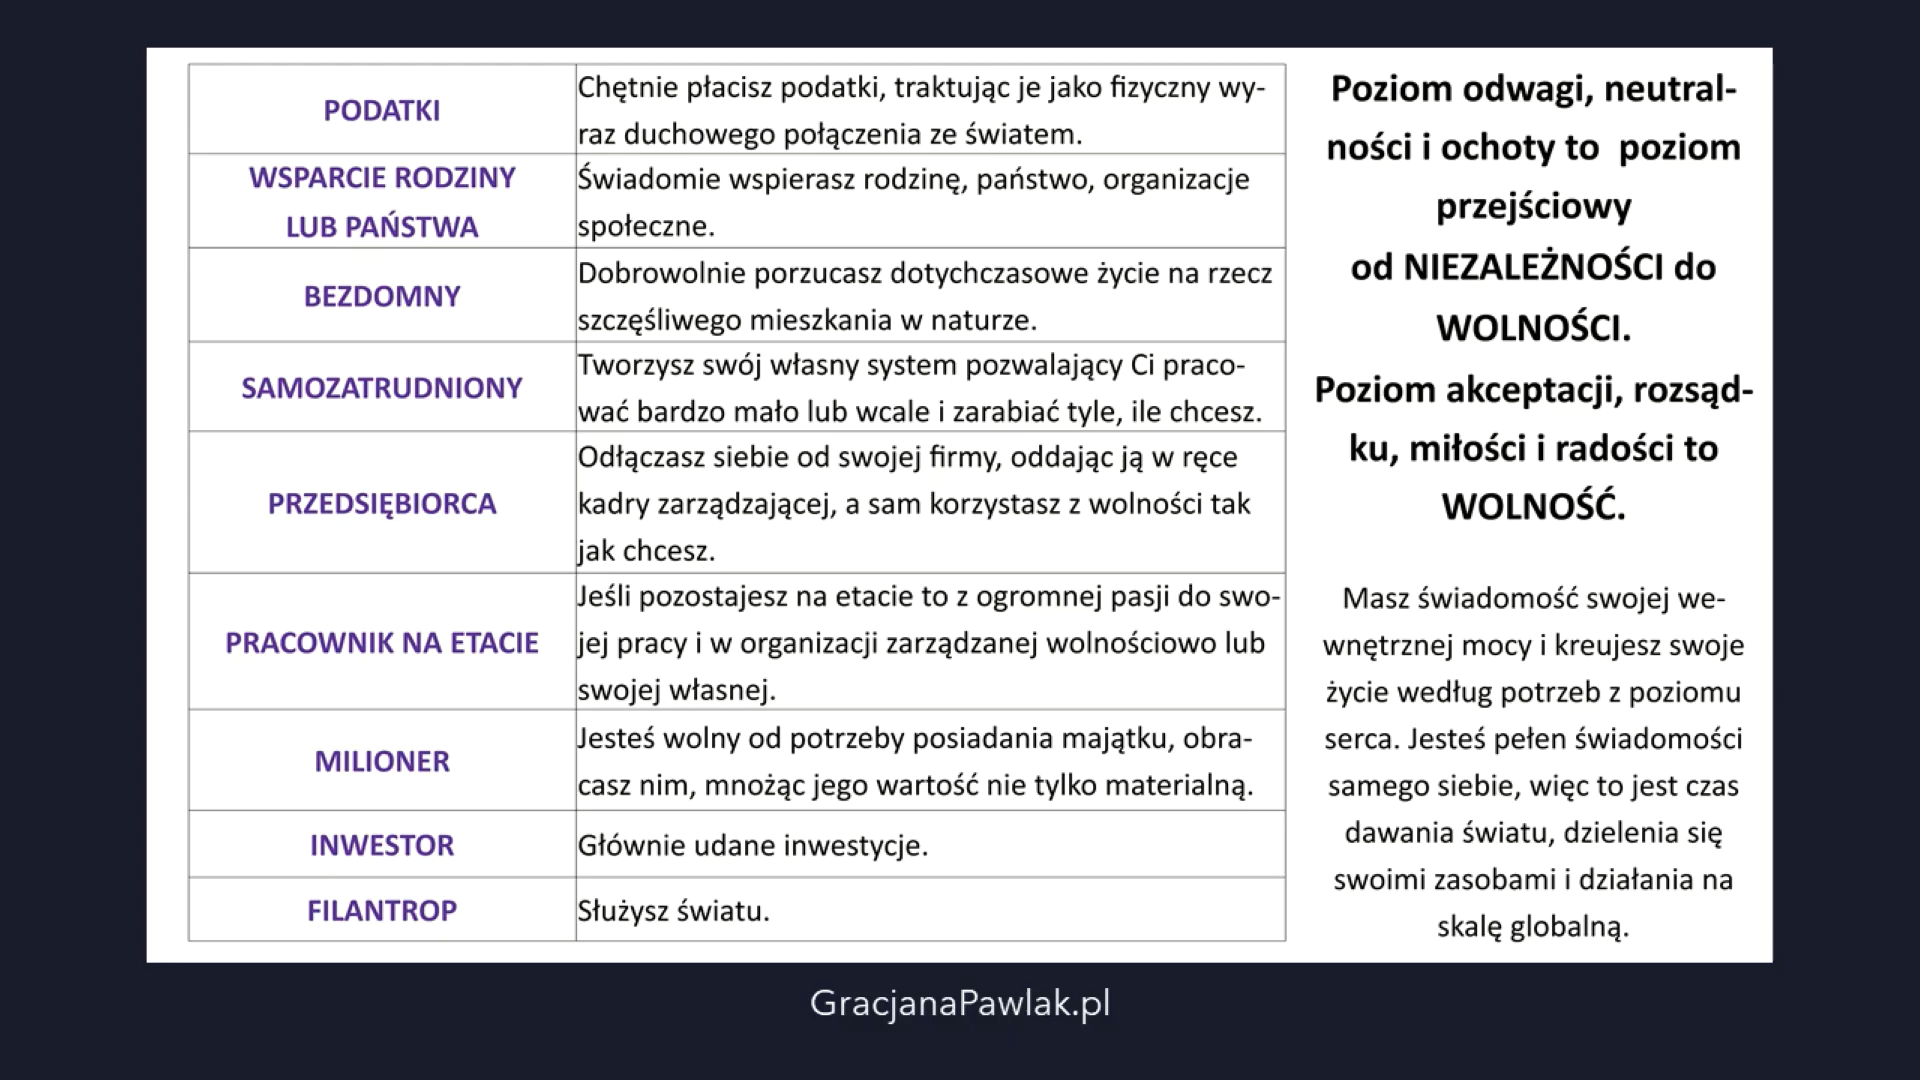 PODATKI
Chętnie płacisz podatki, traktując je jako fizyczny wy-
raz duchowego połączenia ze światem.
WSPARCIE RODZINY
LUB PAŃSTWA
Świadomie wspierasz rodzinę, państwo, organizacje
społeczne.
BEZDOMNY
Dobrowolnie porzucasz dotychczasowe życie na rzecz
szczęśliwego mieszkania w naturze.
SAMOZATRUDNIONY
Tworzysz swój własny system pozwalający Ci praco-
wać bardzo mało lub wcale i zarabiać tyle, ile chcesz.
PRZEDSIĘBIORCA
Odłączasz siebie od swojej firmy, oddając ją w ręce
kadry zarządzającej, a sam korzystasz z wolności tak
jak chcesz.
PRACOWNIK NA ETACIE
Jeśli pozostajesz na etacie to z ogromnej pasji do swo-
jej pracy i w organizacji zarządzanej wolnościowo lub
swojej własnej.
MILIONER
Jesteś wolny od potrzeby posiadania majątku, obra-
casz nim, mnożąc jego wartość nie tylko materialną.
INWESTOR
Głównie udane inwestycje.
FILANTROP
Służysz światu.
Poziom odwagi, neutral-
ności i ochoty to  poziom
przejściowy
od NIEZALEŻNOŚCI do
WOLNOŚCI.
Poziom akceptacji, rozsąd-
ku, miłości i radości to
WOLNOŚĆ.
Masz świadomość swojej we-
wnętrznej mocy i kreujesz swoje
życie według potrzeb z poziomu
serca. Jesteś pełen świadomości
samego siebie, więc to jest czas
dawania światu, dzielenia się
swoimi zasobami i działania na
skalę globalną.
GracjanaPawlak.pl